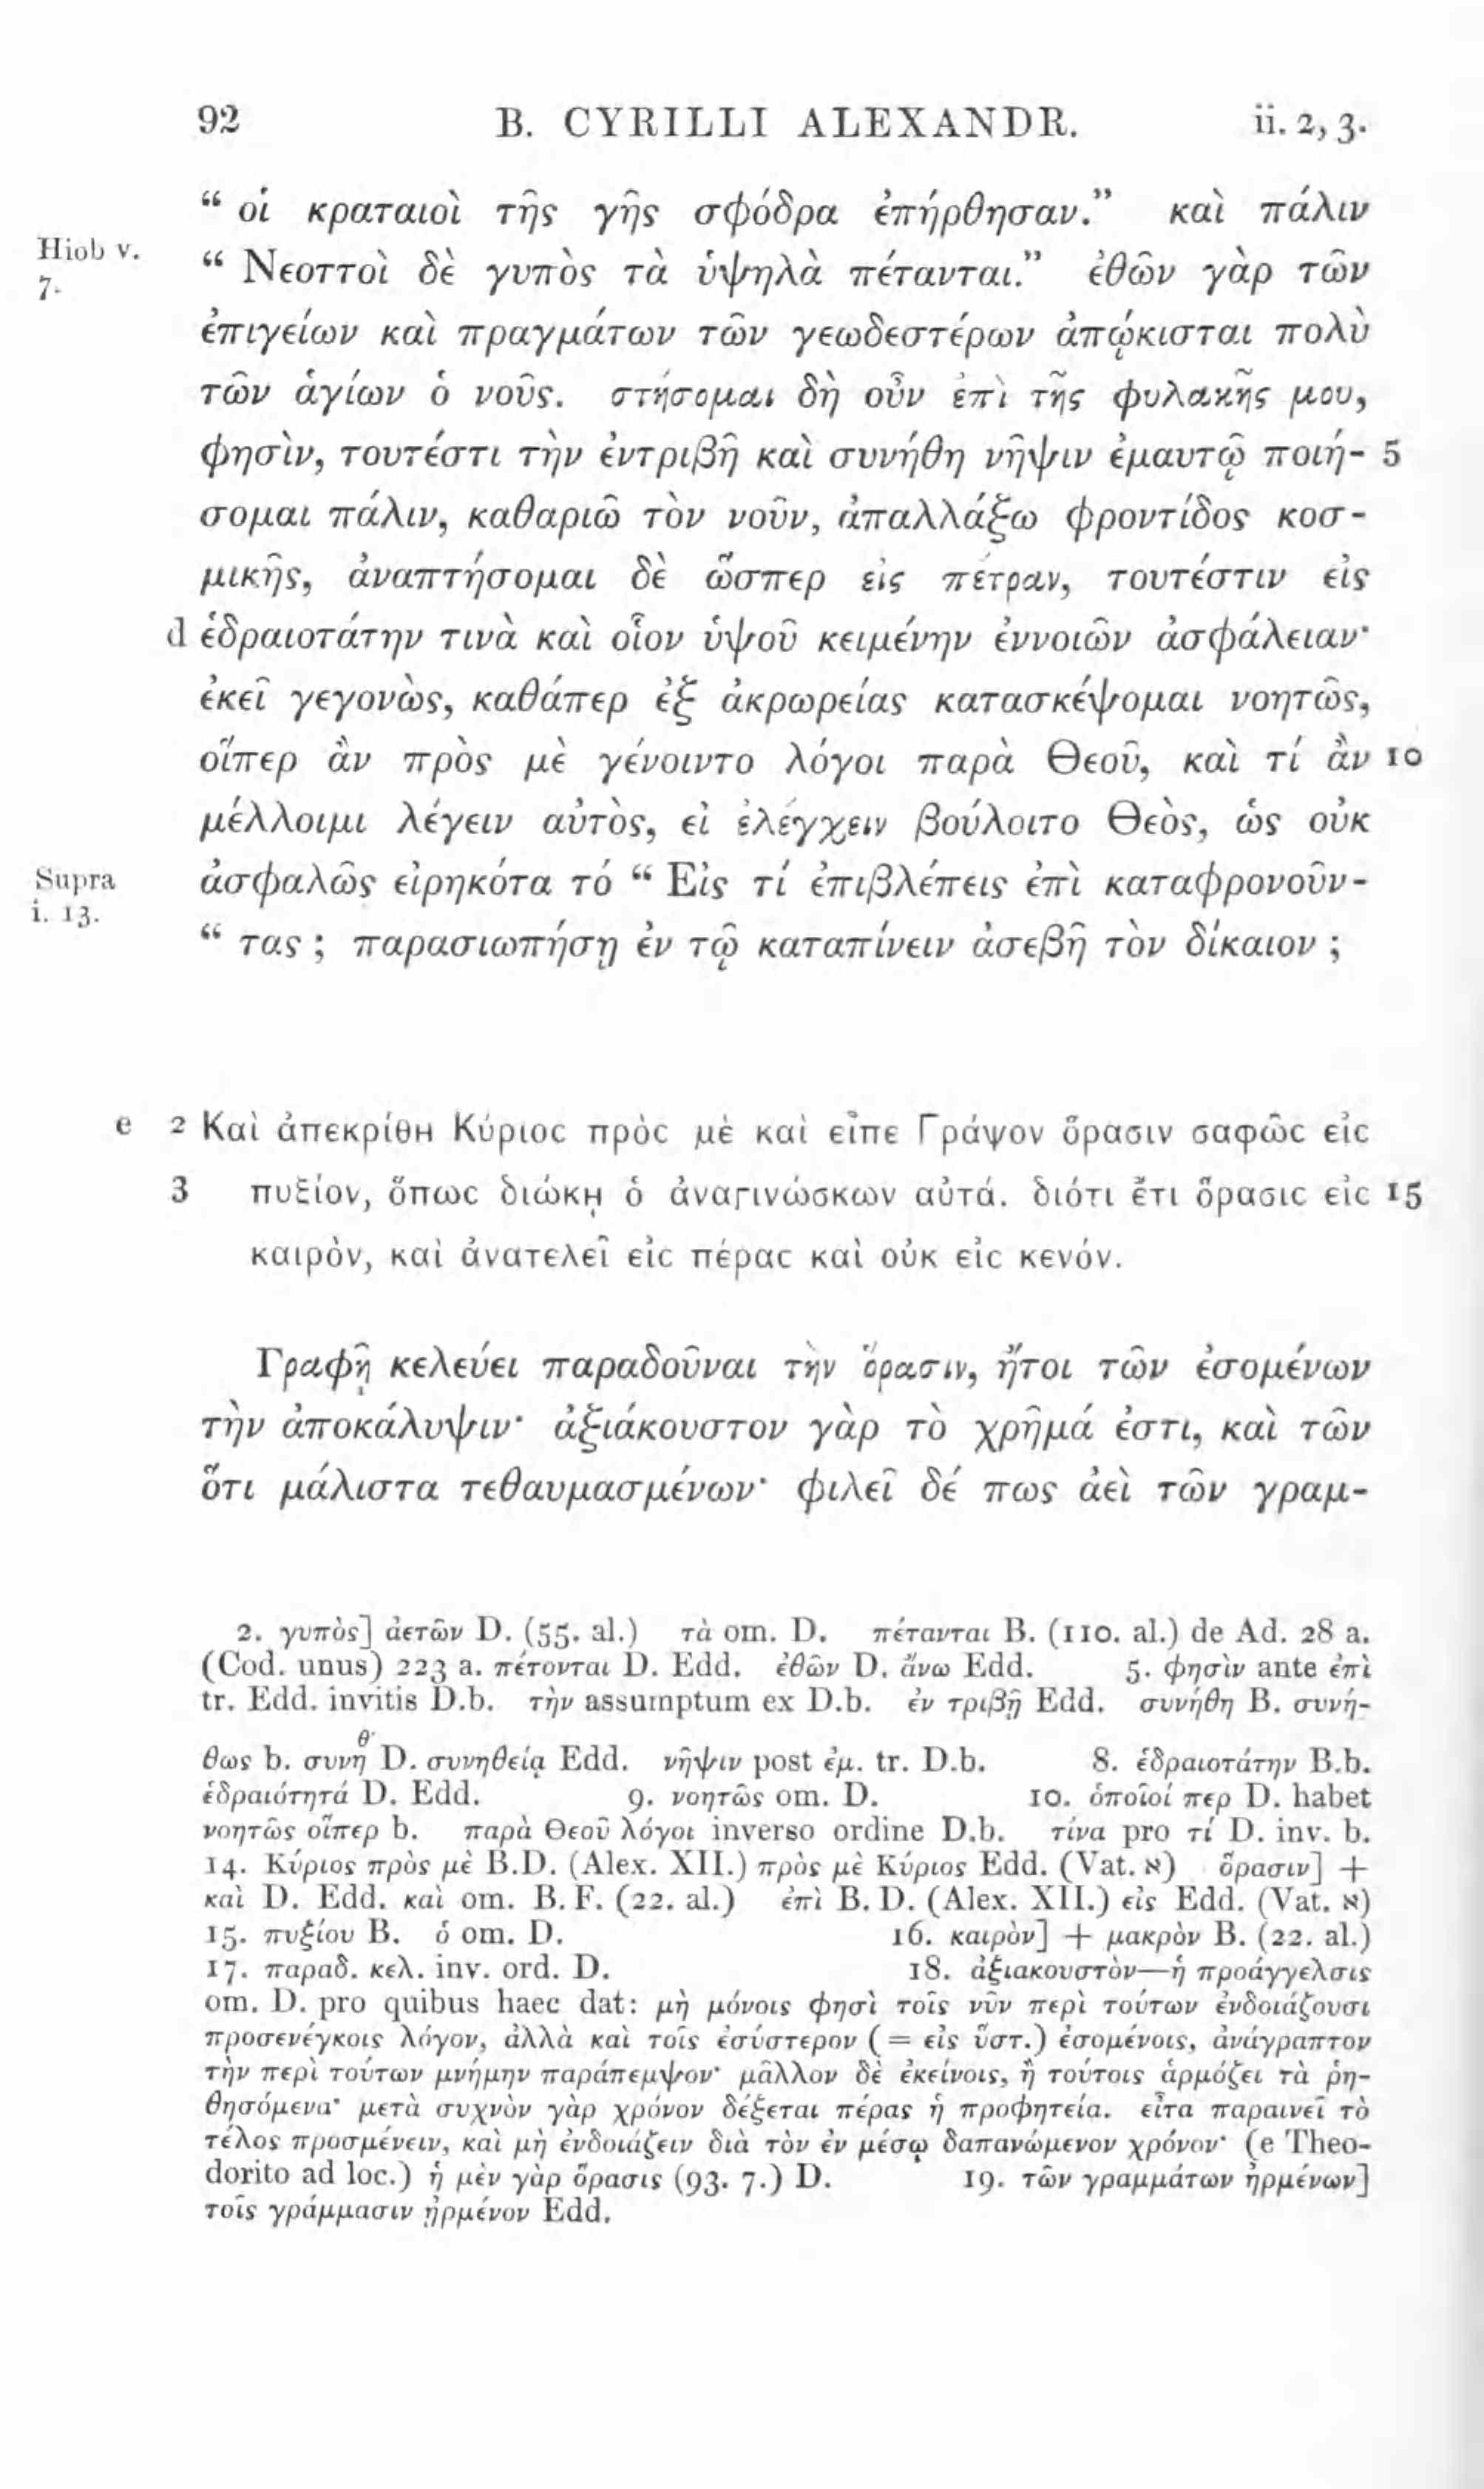 92 B. CYRILLI ALEXANDR. ii. 2, 3.
“ οἱ κραταιοὶ τῆς γῆς σφόδρα ἐπήρθησαν.” καὶ πάλιν
Hiob v. 7. “ Νεοττοὶ δὲ γυπὸς τὰ ὑψηλὰ πέτανται.” ἐθῶν γὰρ τῶν
ἐπιγείων καὶ πραγμάτων τῶν γεωδεστέρων ἀπῴκισται πολὺ
τῶν ἁγίων ὁ νοῦς. στήσομαι δὴ οὖν ἐπὶ τῆς φυλακῆς μου,
φησὶν, τουτέστι τὴν ἐντριβῆ καὶ συνήθη νῆψιν ἐμαυτῷ ποιή- 5
σομαι πάλιν, καθαριῶ τὸν νοῦν, ἀπαλλάξω φροντίδος κοσ-
μικῆς, ἀναπτήσομαι δὲ ὥσπερ εἰς πέτραν, τουτέστιν εἰς
d ἑδραιοτάτην τινὰ καὶ οἷον ὑψοῦ κειμένην ἐννοιῶν ἀσφάλειαν·
ἐκεῖ γεγονὼς, καθάπερ ἐξ ἀκρωρείας κατασκέψομαι νοητῶς,
οἵπερ ἂν πρὸς μὲ γένοιντο λόγοι παρὰ Θεοῦ, καὶ τί ἂν 10
μέλλοιμι λέγειν αὐτὸς, εἰ ἐλέγχειν βούλοιτο Θεὸς, ὡς οὐκ
Supra i. 13. ἀσφαλῶς εἰρηκότα τό “ Εἰς τί ἐπιβλέπεις ἐπὶ καταφρονοῦν-
“ τας ; παρασιωπήσῃ ἐν τῷ καταπίνειν ἀσεβῆ τὸν δίκαιον ;
e 2 Καὶ ἀπεκρίθη Κύριος πρὸς μὲ καὶ εἶπε Γράψον ὅρασιν σαφῶς εἰς
3 πυξίον, ὅπως διώκῃ ὁ ἀναγινώσκων αὐτά. διότι ἔτι ὅρασις εἰς 15
καιρὸν, καὶ ἀνατελεῖ εἰς πέρας καὶ οὐκ εἰς κενόν.
Γραφῇ κελεύει παραδοῦναι τὴν ὅρασιν, ἤτοι τῶν ἐσομένων
τὴν ἀποκάλυψιν· ἀξιάκουστον γὰρ τὸ χρῆμά ἐστι, καὶ τῶν
ὅτι μάλιστα τεθαυμασμένων· φιλεῖ δέ πως ἀεὶ τῶν γραμ-
2. γυπὸς] ἀετῶν D. (55. al.) τὰ om. D. πέτανται B. (110. al.) de Ad. 28 a.
(Cod. unus) 223 a. πέτονται D. Edd. ἐθῶν D. ἄνω Edd. 5. φησὶν ante ἐπὶ
tr. Edd. invitis D.b. τὴν assumptum ex D.b. ἐν τριβῇ Edd. συνήθη B. συνή-
θως b. συνηθ· D. συνηθείᾳ Edd. νῆψιν post ἐμ. tr. D.b. 8. ἑδραιοτάτην B.b.
ἑδραιότητά D. Edd. 9. νοητῶς om. D. 10. ὁποῖοί περ D. habet
νοητῶς οἵπερ b. παρὰ Θεοῦ λόγοι inverso ordine D.b. τίνα pro τί D. inv. b.
14. Κύριος πρὸς μὲ B.D. (Alex. XII.) πρὸς μὲ Κύριος Edd. (Vat. א) ὅρασιν] +
καὶ D. Edd. καὶ om. B. F. (22. al.) ἐπὶ B. D. (Alex. XII.) εἰς Edd. (Vat. א)
15. πυξίου B. ὁ om. D. 16. καιρὸν] + μακρὸν B. (22. al.)
17. παραδ. κελ. inv. ord. D. 18. ἀξιακουστὸν—ἡ προάγγελσις
om. D. pro quibus haec dat: μὴ μόνοις φησὶ τοῖς νῦν περὶ τούτων ἐνδοιάζουσι
προσενέγκοις λόγον, ἀλλὰ καὶ τοῖς ἐσύστερον ( = εἰς ὕστ.) ἐσομένοις, ἀνάγραπτον
τὴν περὶ τούτων μνήμην παράπεμψον· μᾶλλον δὲ ἐκείνοις, ἢ τούτοις ἁρμόζει τὰ ῥη-
θησόμενα· μετὰ συχνὸν γὰρ χρόνον δέξεται πέρας ἡ προφητεία. εἶτα παραινεῖ τὸ
τέλος προσμένειν, καὶ μὴ ἐνδοιάζειν διὰ τὸν ἐν μέσῳ δαπανώμενον χρόνον· (e Theo-
dorito ad loc.) ἡ μὲν γὰρ ὅρασις (93. 7.) D. 19. τῶν γραμμάτων ἠρμένων]
τοῖς γράμμασιν ᾐρμένον Edd.